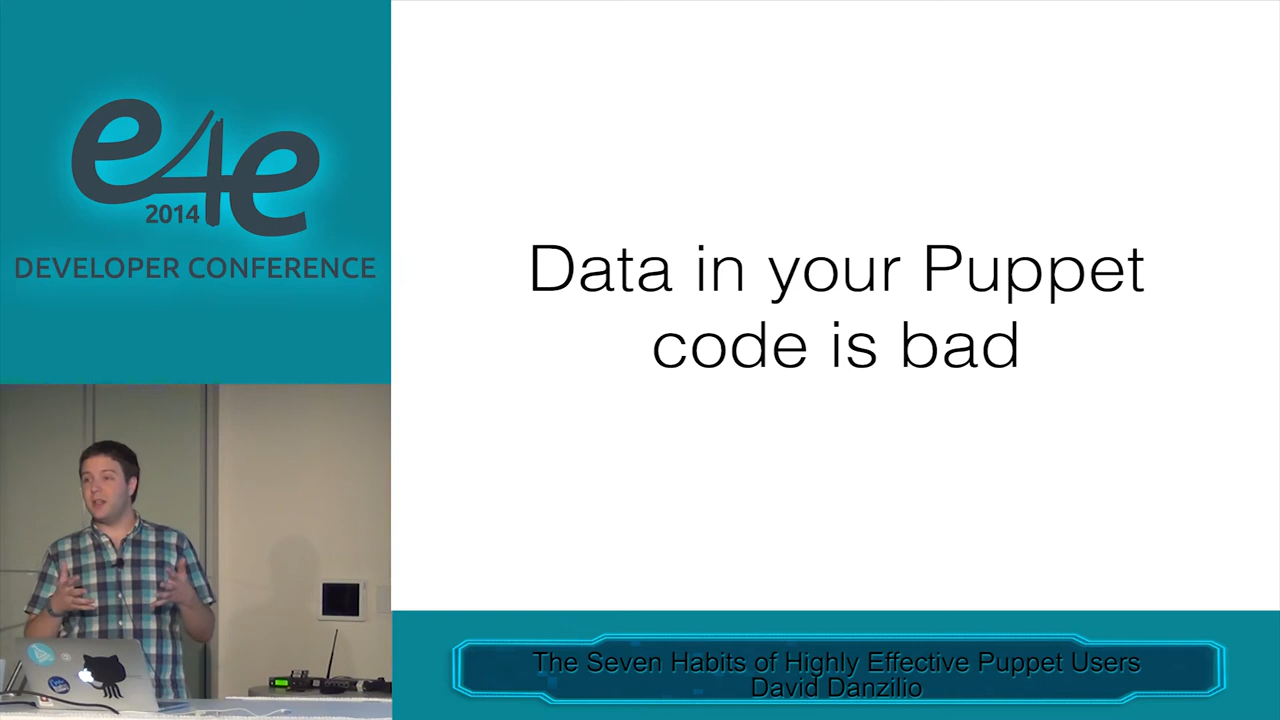 e4e
2014
DEVELOPER CONFERENCE
Data in your Puppet
code is bad
The Seven Habits of Highly Effective Puppet Users
David Danzilio